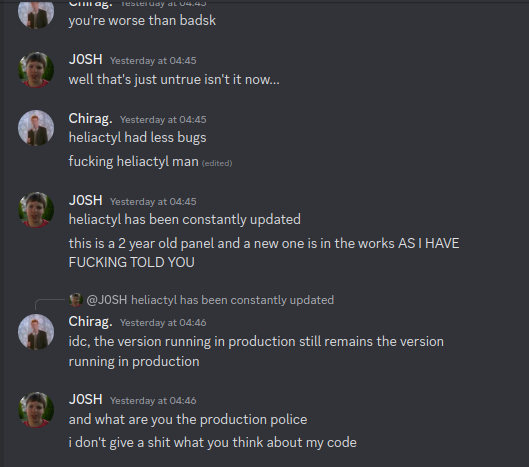 Chirag. Yesterday at 04:45
you're worse than badsk
J0SH Yesterday at 04:45
well that's just untrue isn't it now...
Chirag. Yesterday at 04:45
heliactyl had less bugs
fucking heliactyl man (edited)
J0SH Yesterday at 04:45
heliactyl has been constantly updated
this is a 2 year old panel and a new one is in the works AS I HAVE
FUCKING TOLD YOU
@J0SH heliactyl has been constantly updated
Chirag. Yesterday at 04:46
idc, the version running in production still remains the version
running in production
J0SH Yesterday at 04:46
and what are you the production police
i don't give a shit what you think about my code